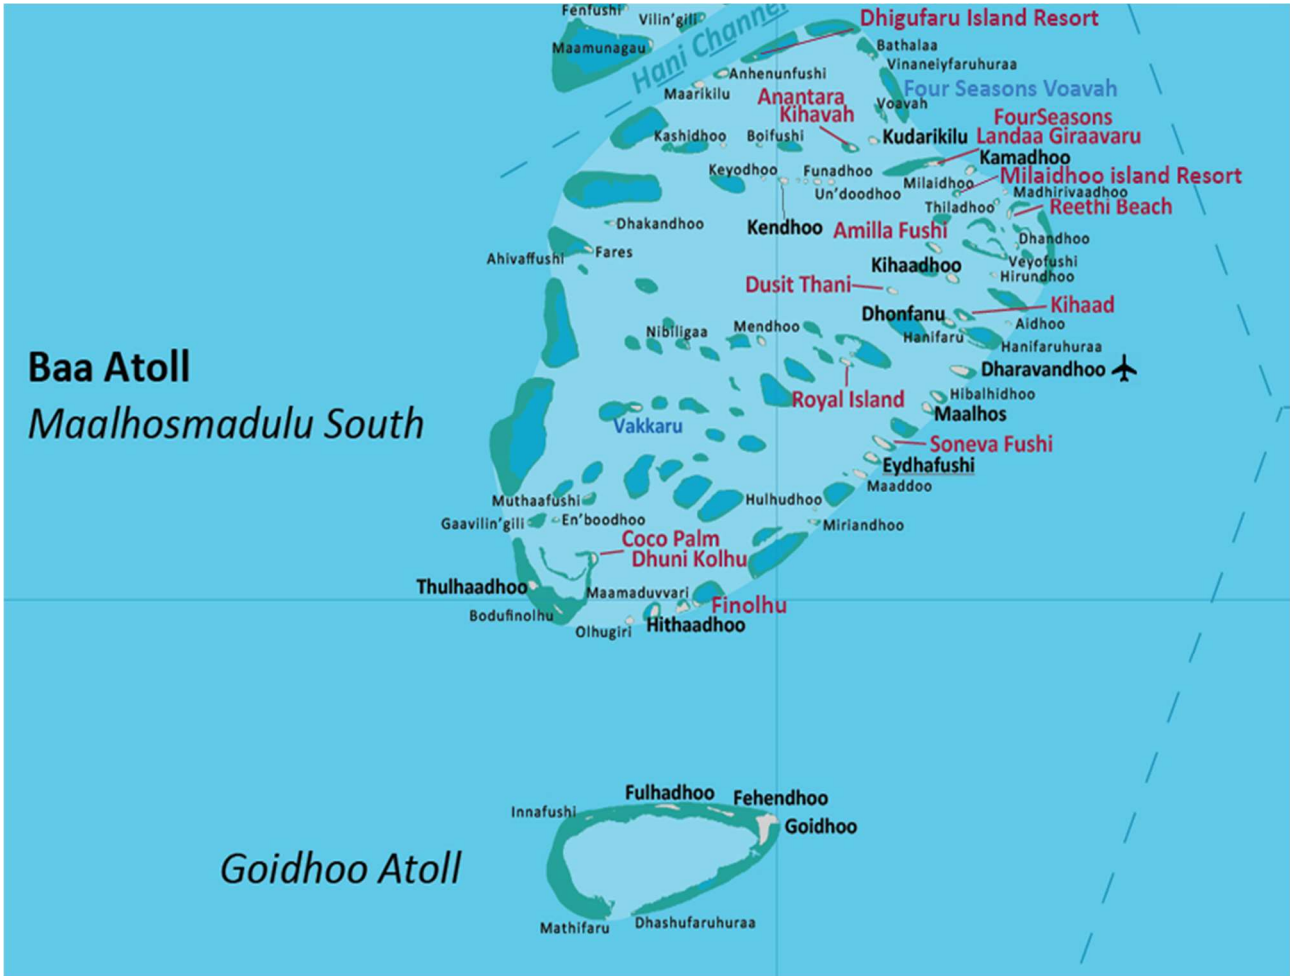 Fenfushi
Vilin'gili
Hani Channel
Dhigufaru Island Resort
Maamunagau
Bathalaa
Vinaneiyfaruhuraa
Anhenunfushi
Maarikilu
Four Seasons Voavah
Anantara
Kihavah
Voavah
FourSeasons
Landaa Giraavaru
Kashidhoo
Boifushi
Kudarikilu
Kamadhoo
Keyodhoo
Funadhoo
Milaidhoo
Milaidhoo island Resort
Un'doodhoo
Madhirivaadhoo
Thiladhoo
Reethi Beach
Dhakandhoo
Kendhoo
Amilla Fushi
Dhandhoo
Ahivaffushi
Fares
Kihaadhoo
Veyofushi
Hirundhoo
Dusit Thani
Kihaad
Dhonfanu
Nibiligaa
Mendhoo
Aidhoo
Hanifaru
Hanifaruhuraa
Baa Atoll
Dharavandhoo
Royal Island
Hibalhidhoo
Maalhos
Maalhosmadulu South
Vakkaru
Soneva Fushi
Eydhafushi
Maaddoo
Muthaafushi
Hulhudhoo
Gaavilin'gili
En'boodhoo
Miriandhoo
Coco Palm
Dhuni Kolhu
Thulhaadhoo
Maamaduvvari
Finolhu
Bodufinolhu
Olhugiri
Hithaadhoo
Fulhadhoo
Fehendhoo
Innafushi
Goidhoo
Goidhoo Atoll
Mathifaru
Dhashufaruhuraa